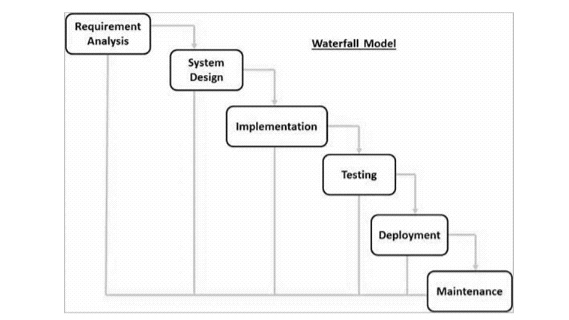 Requirement
Analysis
Waterfall Model
System
Design
Implementation
Testing
Deployment
Maintenance